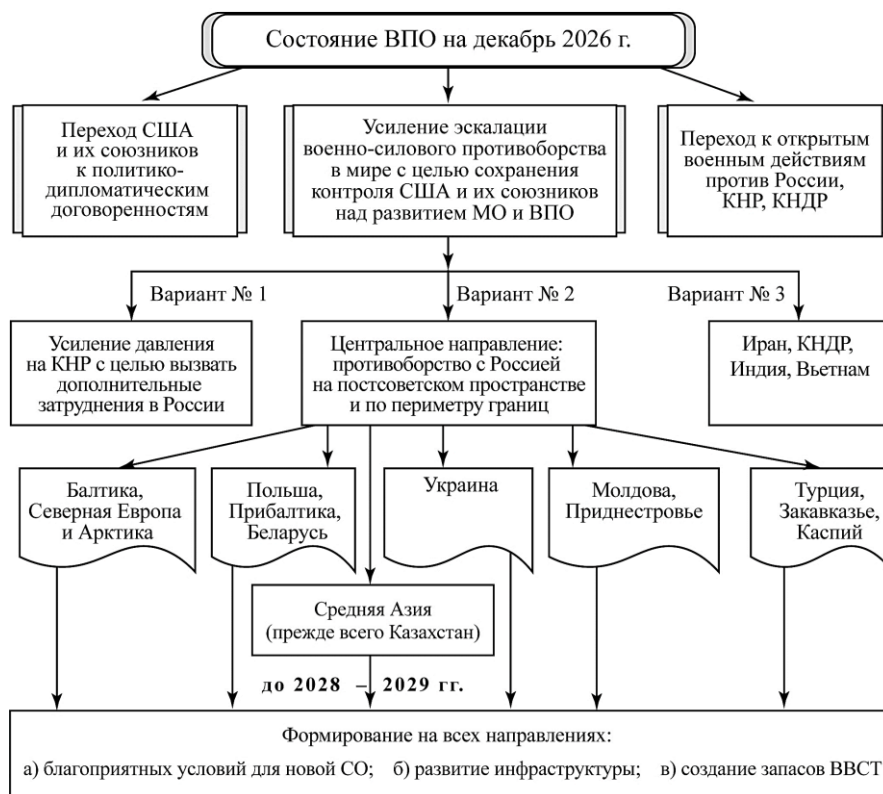 Состояние ВПО на декабрь 2026 г.
Переход США
и их союзников
к политико-
дипломатическим
договоренностям
Усиление эскалации
военно-силового противоборства
в мире с целью сохранения
контроля США и их союзников
над развитием МО и ВПО
Переход к открытым
военным действиям
против России,
КНР, КНДР
Вариант № 1
Вариант № 2
Вариант № 3
Усиление давления
на КНР с целью вызвать
дополнительные
затруднения в России
Центральное направление:
противоборство с Россией
на постсоветском пространстве
и по периметру границ
Иран, КНДР,
Индия, Вьетнам
Балтика,
Северная Европа
и Арктика
Польша,
Прибалтика,
Беларусь
Украина
Молдова,
Приднестровье
Турция,
Закавказье,
Каспий
Средняя Азия
(прежде всего Казахстан)
до 2028 – 2029 гг.
Формирование на всех направлениях:
а) благоприятных условий для новой СО; б) развитие инфраструктуры; в) создание запасов ВВСТ